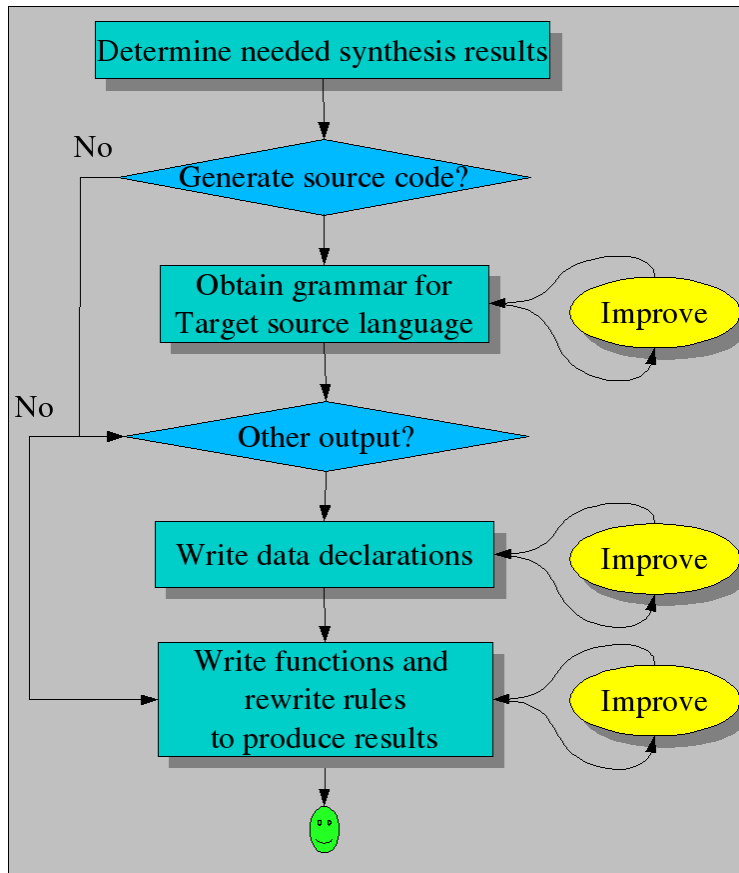 Determine needed synthesis results
No
Generate source code?
Obtain grammar for
Target source language
Improve
No
Other output?
Write data declarations
Improve
Write functions and
rewrite rules
to produce results
Improve